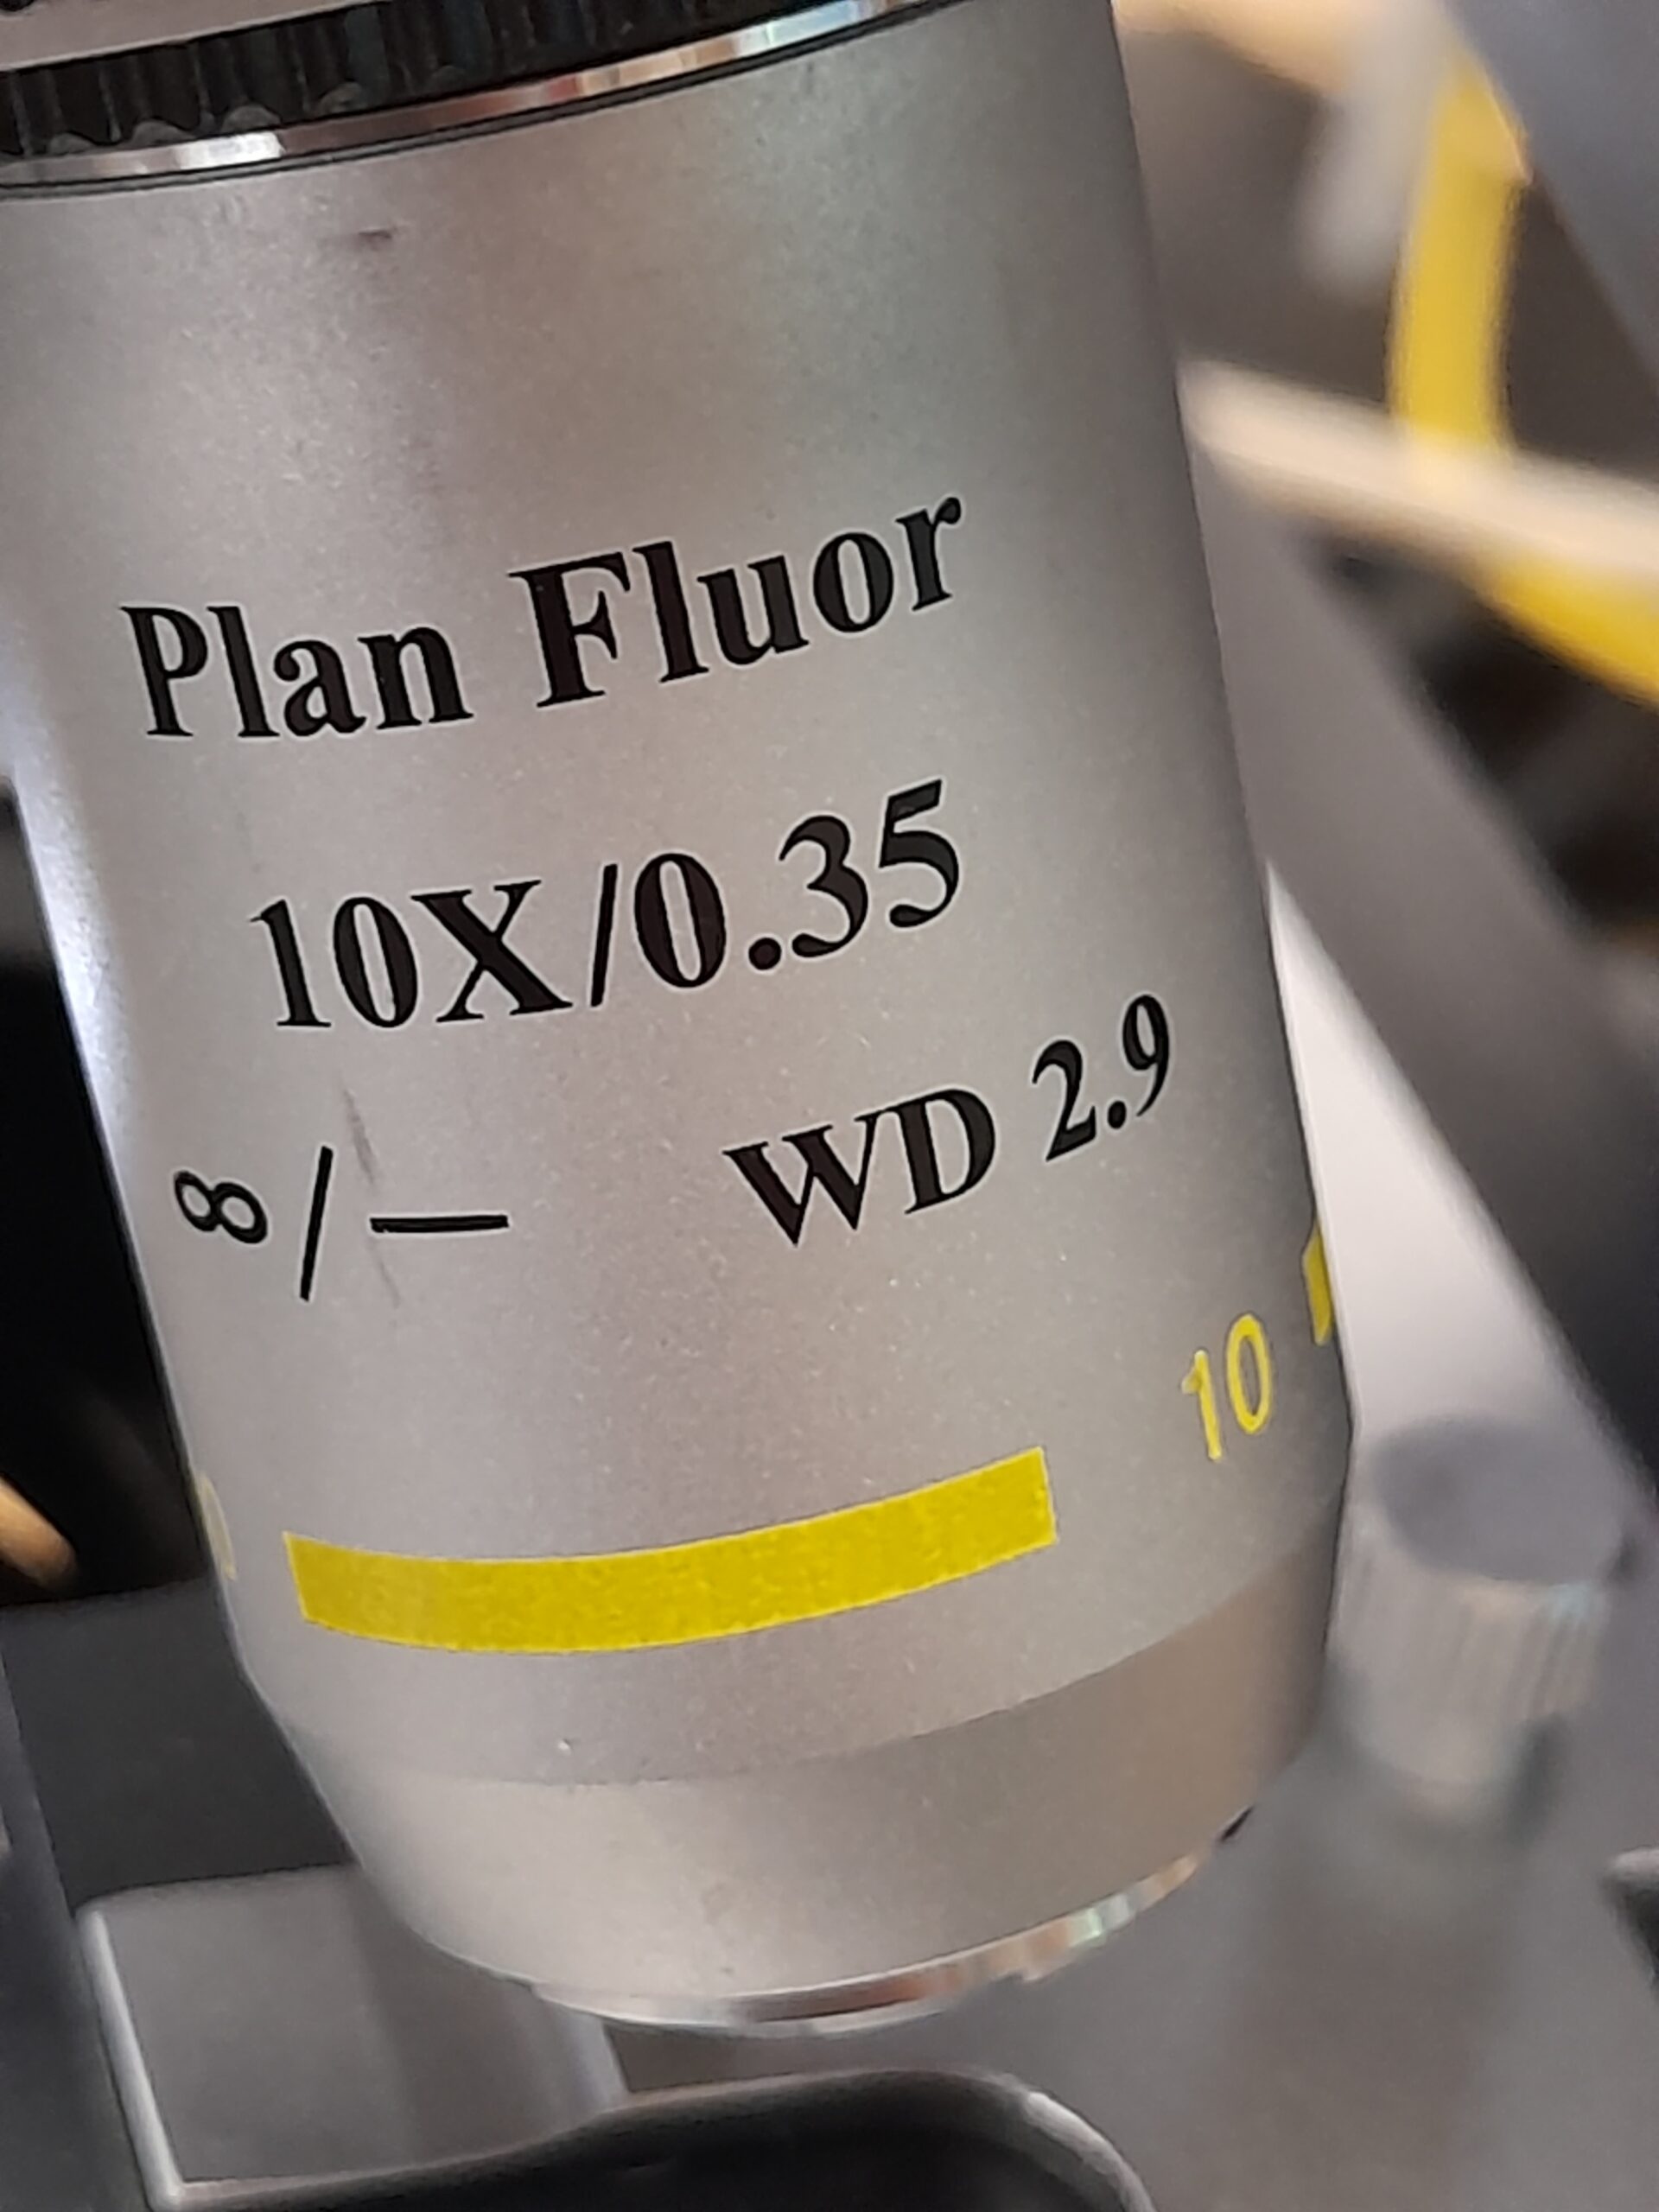 Plan Fluor
10X/0.35
∞/— WD 2.9
10